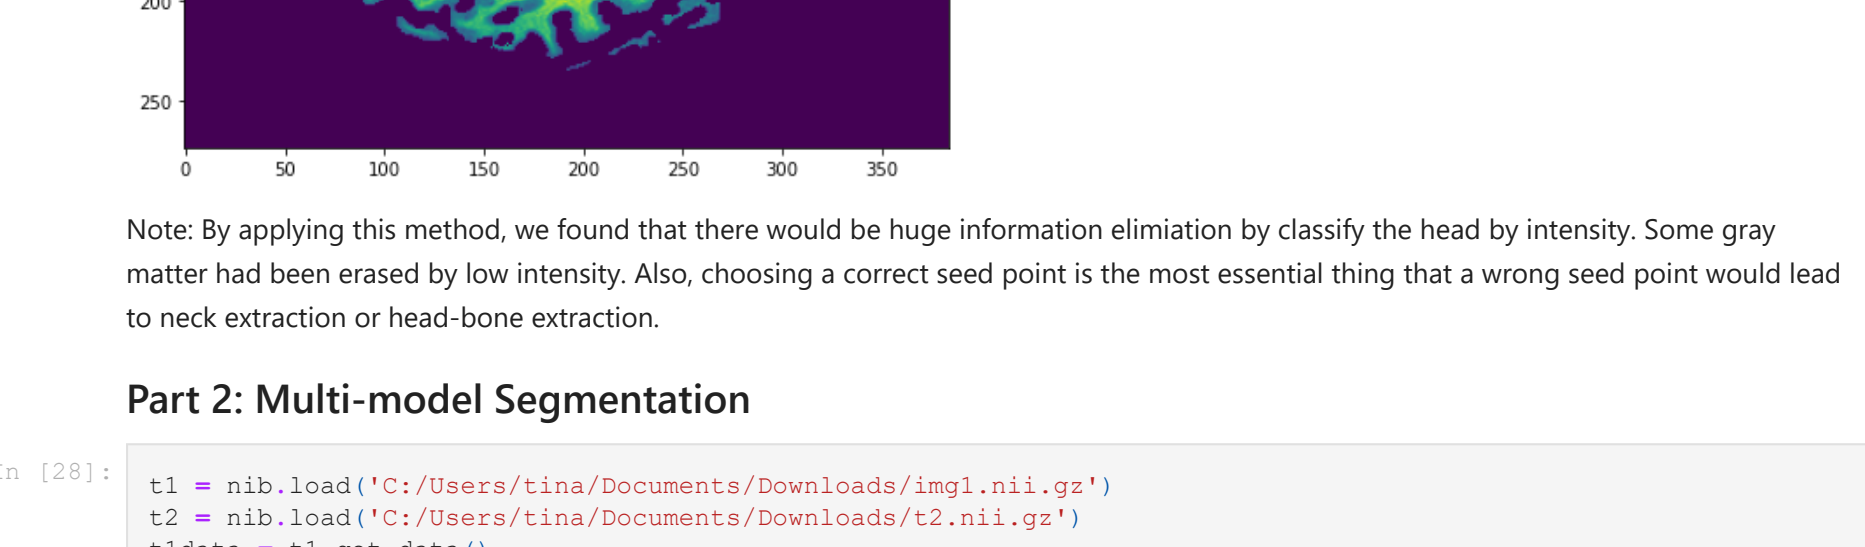 200
250
0 50 100 150 200 250 300 350
Note: By applying this method, we found that there would be huge information elimiation by classify the head by intensity. Some gray
matter had been erased by low intensity. Also, choosing a correct seed point is the most essential thing that a wrong seed point would lead
to neck extraction or head-bone extraction.
Part 2: Multi-model Segmentation
In [28]:
t1 = nib.load('C:/Users/tina/Documents/Downloads/img1.nii.gz')
t2 = nib.load('C:/Users/tina/Documents/Downloads/t2.nii.gz')
t1data = t1.get_data()